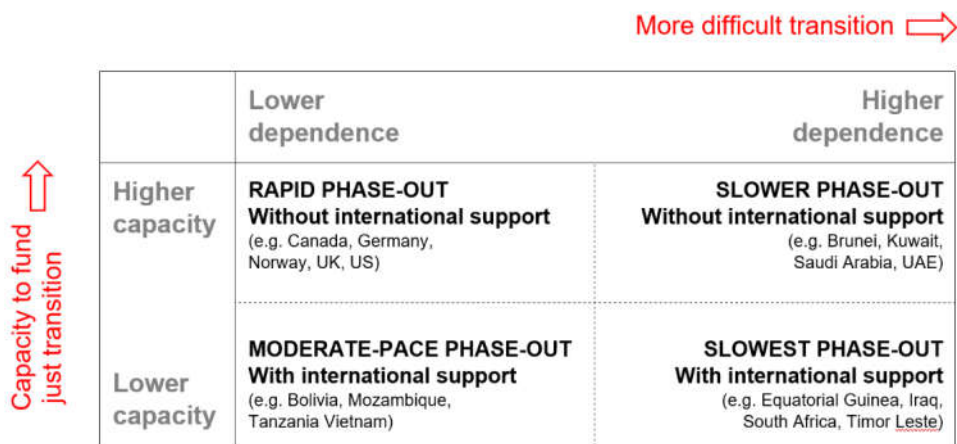 More difficult transition
Lower
dependence
Higher
dependence
Capacity to fund
just transition
Higher
capacity
RAPID PHASE-OUT
Without international support
(e.g. Canada, Germany,
Norway, UK, US)
SLOWER PHASE-OUT
Without international support
(e.g. Brunei, Kuwait,
Saudi Arabia, UAE)
Lower
capacity
MODERATE-PACE PHASE-OUT
With international support
(e.g. Bolivia, Mozambique,
Tanzania Vietnam)
SLOWEST PHASE-OUT
With international support
(e.g. Equatorial Guinea, Iraq,
South Africa, Timor Leste)